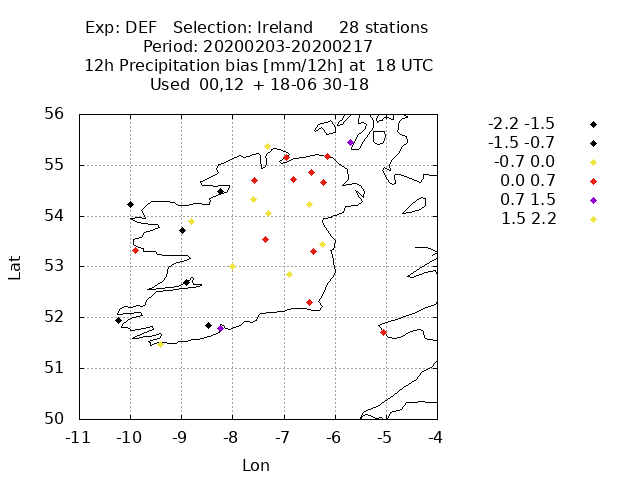 Exp: DEF   Selection: Ireland     28 stations
Period: 20200203-20200217
12h Precipitation bias [mm/12h] at  18 UTC
Used  00,12  + 18-06 30-18
56
55
54
53
52
51
50
-11 -10 -9 -8 -7 -6 -5 -4
Lat
Lon
-2.2 -1.5
-1.5 -0.7
-0.7 0.0
0.0 0.7
0.7 1.5
1.5 2.2